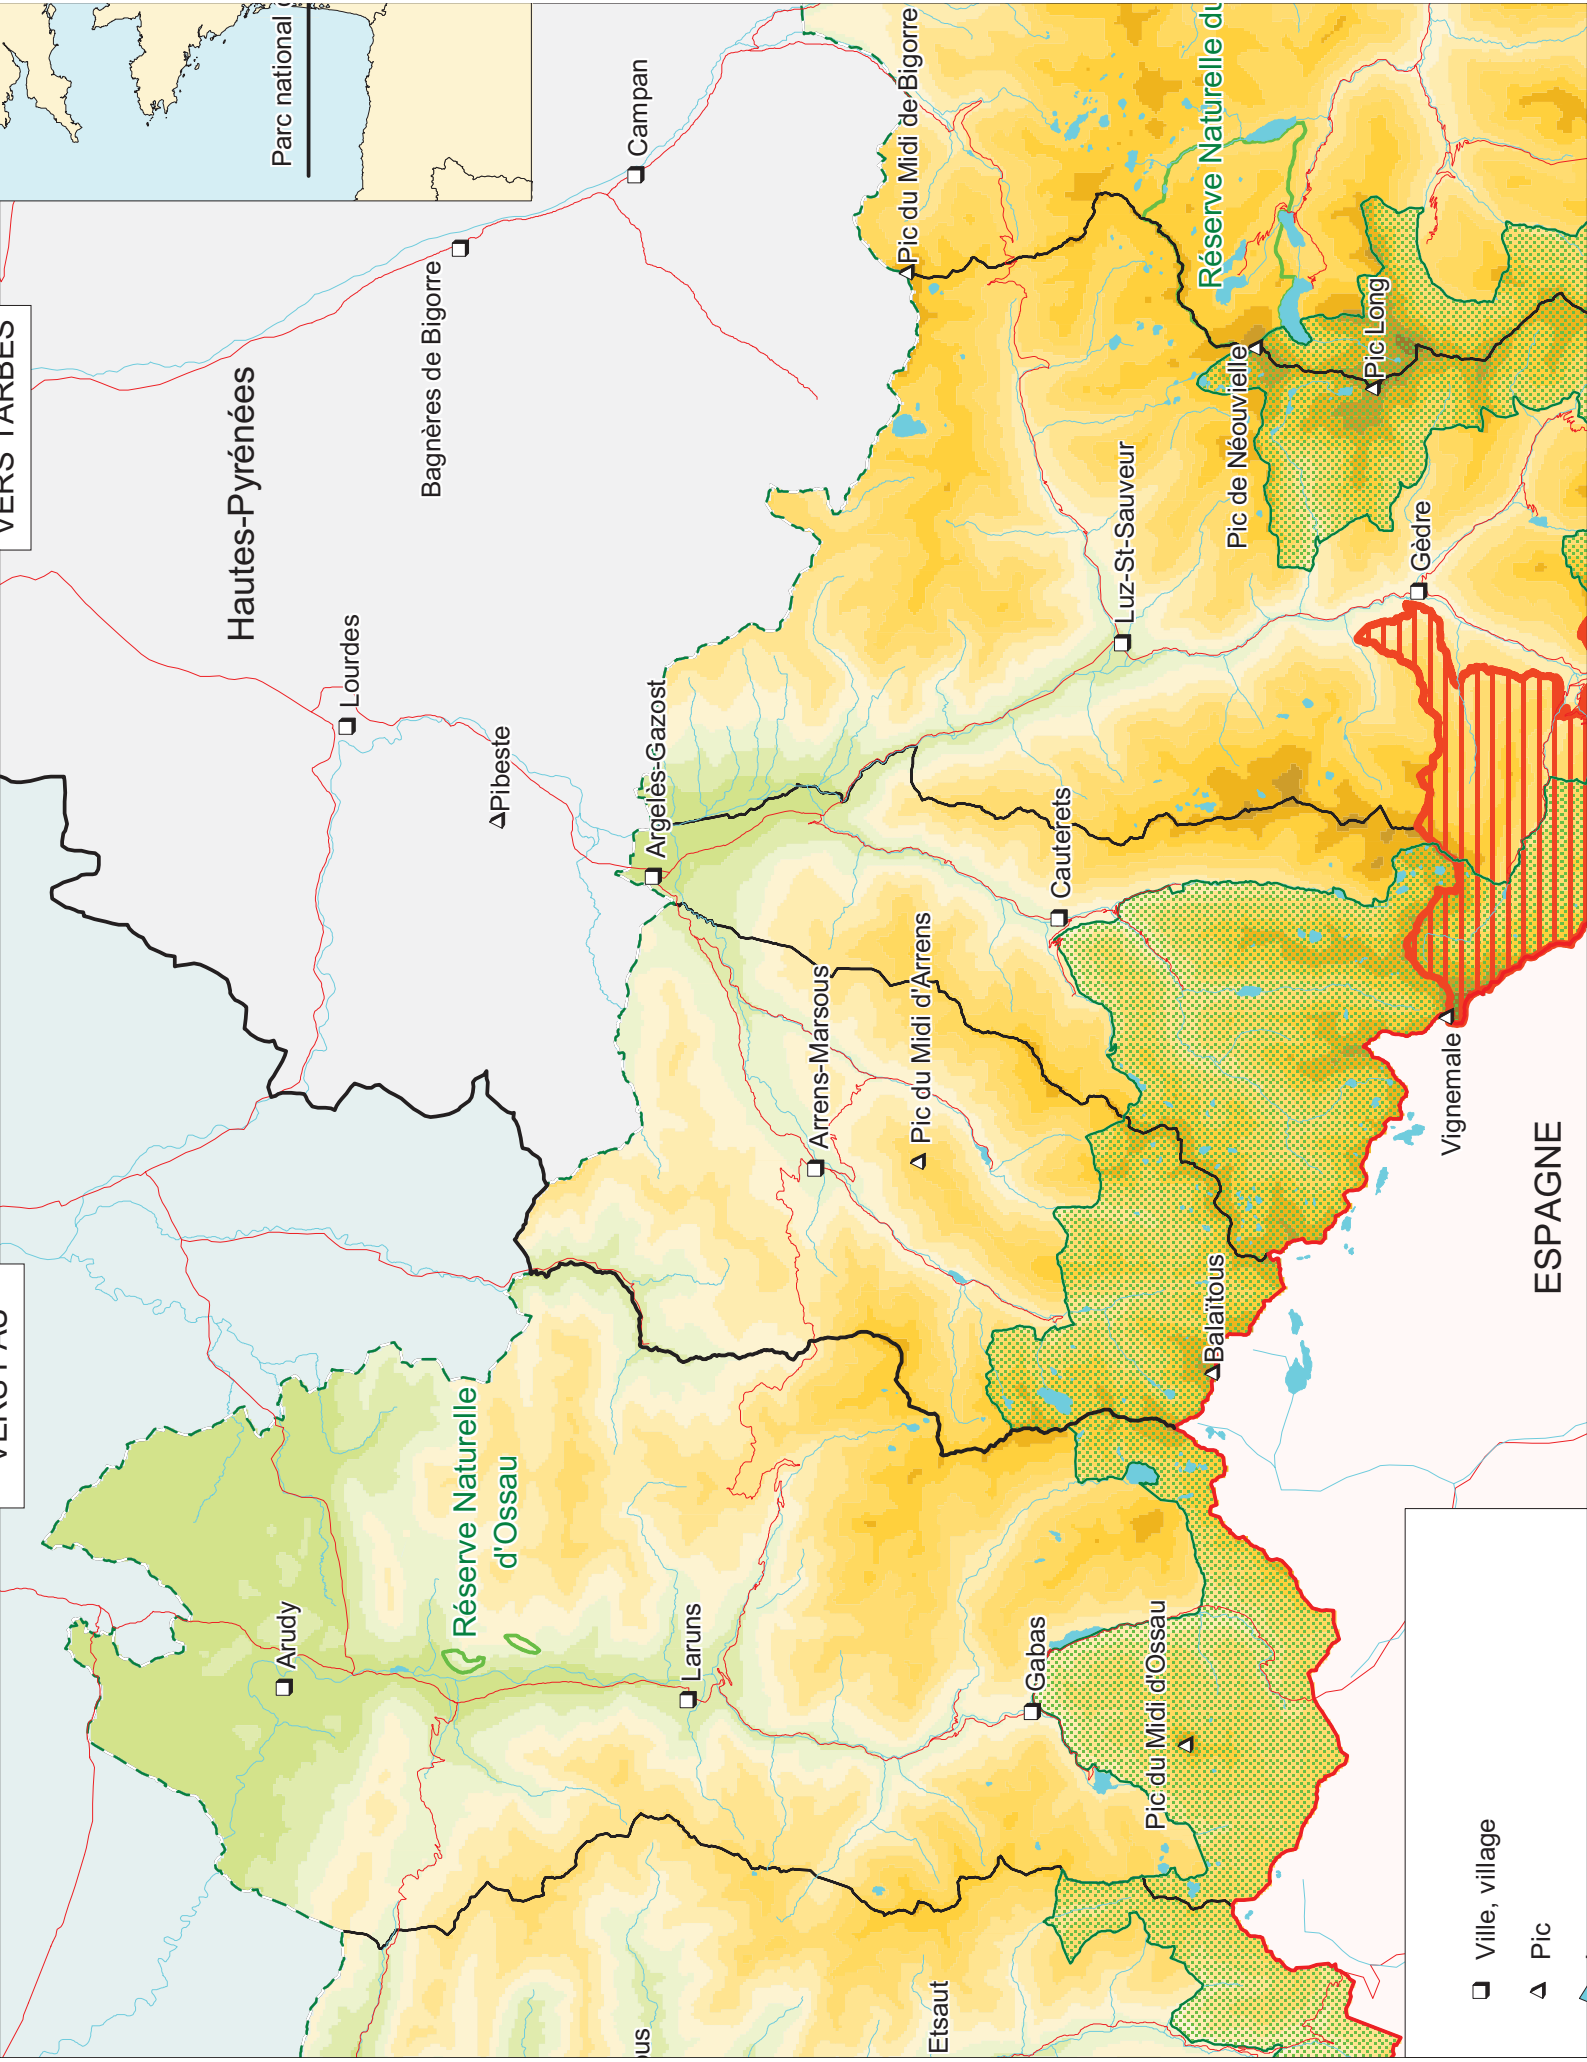 Parc national
VERS TARBES
Hautes-Pyrénées
Campan
Bagnères de Bigorre
Lourdes
Pibeste
Pic du Midi de Bigorre
Argelès-Gazost
Réserve Naturelle du
Luz-St-Sauveur
Pic de Néouvielle
Pic Long
Gèdre
Cauterets
Arrens-Marsous
Pic du Midi d'Arrens
Vignemale
Balaïtous
ESPAGNE
Réserve Naturelle
d'Ossau
Arudy
Laruns
Gabas
Pic du Midi d'Ossau
Etsaut
Ville, village
Pic